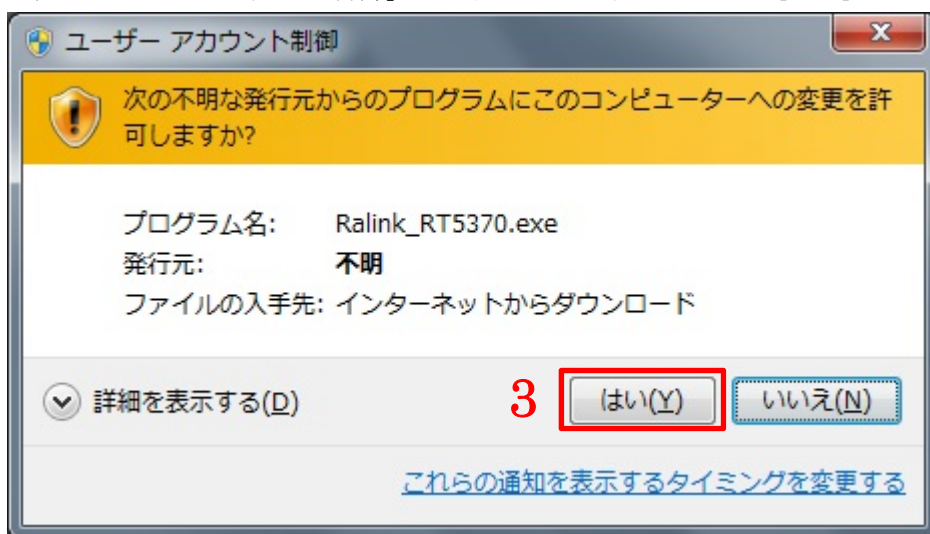 ユーザー アカウント制御
次の不明な発行元からのプログラムにこのコンピューターへの変更を許
可しますか?
プログラム名: Ralink_RT5370.exe
発行元: 不明
ファイルの入手先: インターネットからダウンロード
詳細を表示する(D) 3 はい(Y) いいえ(N)
これらの通知を表示するタイミングを変更する